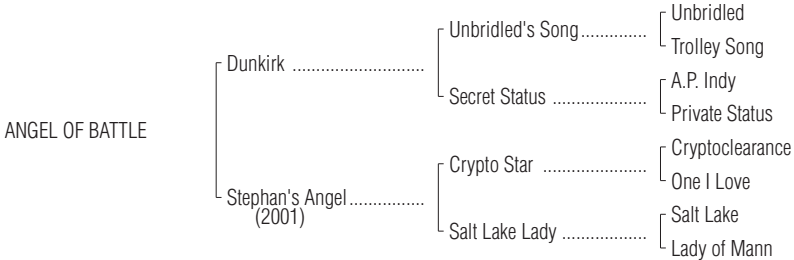 Unbridled
Unbridled's Song..............
Trolley Song
Dunkirk ............................
A.P. Indy
Secret Status ....................
Private Status
ANGEL OF BATTLE
Cryptoclearance
Crypto Star ......................
One I Love
Stephan's Angel................
(2001)
Salt Lake
Salt Lake Lady ..................
Lady of Mann